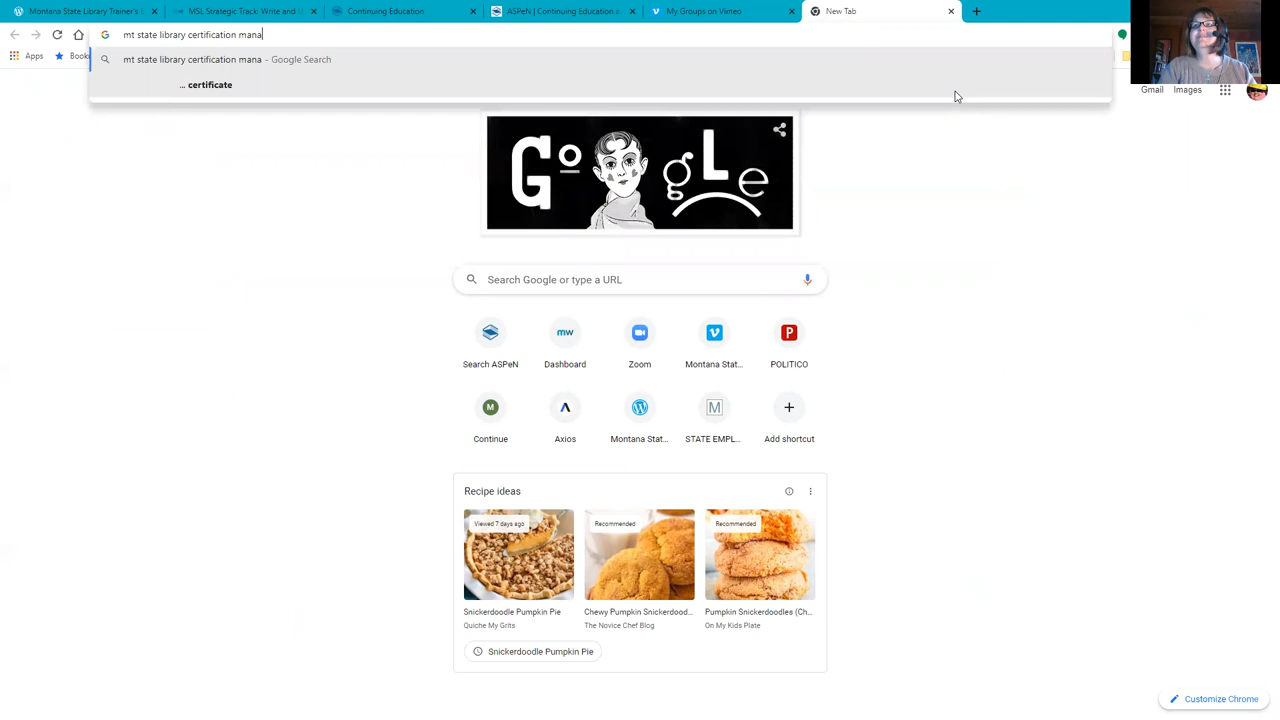 Montana State Library Trainer's S
MSL Strategic Track: Write and U
Continuing Education
ASPeN | Continuing Education a
My Groups on Vimeo
New Tab
mt state library certification mana
Apps
Book
mt state library certification mana - Google Search
... certificate
Gmail
Images
GogLe
Search Google or type a URL
Search ASPeN
mw
Dashboard
Zoom
Montana Stat...
POLITICO
M
Continue
Axios
Montana Stat...
M
STATE EMPL...
Add shortcut
Recipe ideas
Viewed 7 days ago
Recommended
Recommended
Snickerdoodle Pumpkin Pie
Quiche My Grits
Chewy Pumpkin Snickerdood...
The Novice Chef Blog
Pumpkin Snickerdoodles (Ch...
On My Kids Plate
Snickerdoodle Pumpkin Pie
Customize Chrome